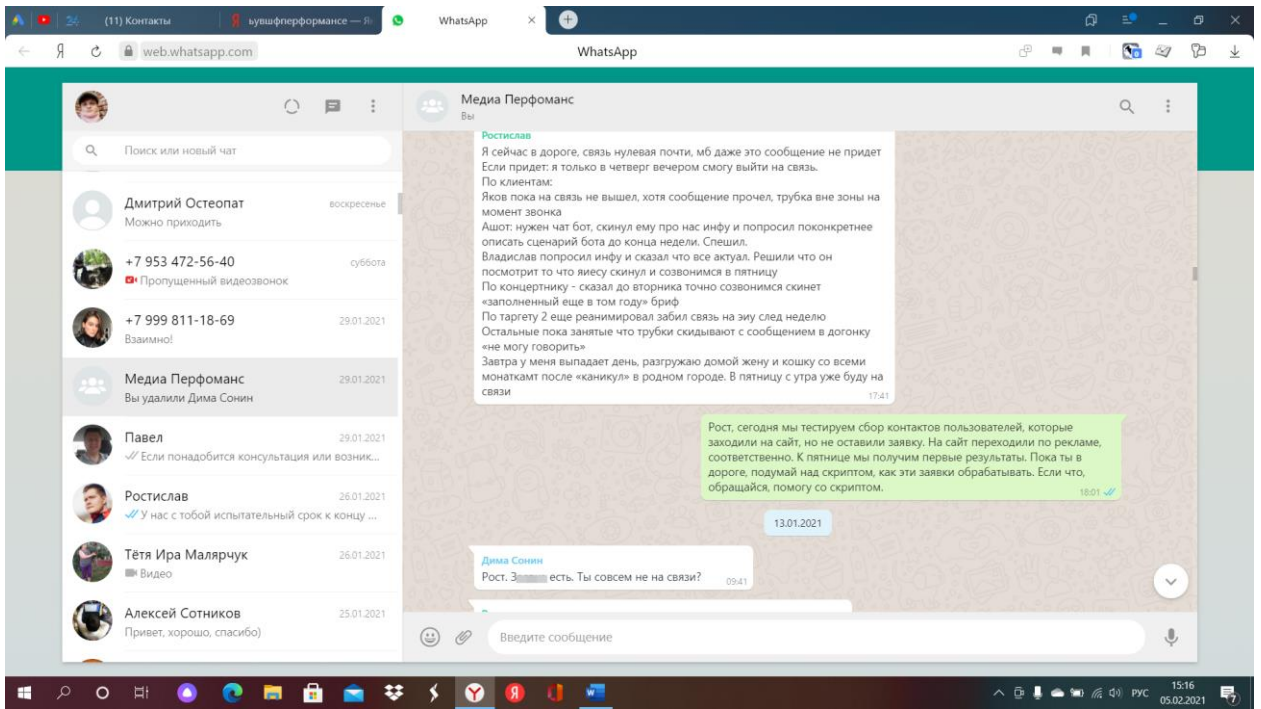 (11) Контакты
ьувшфперформансе — Я
WhatsApp
web.whatsapp.com
WhatsApp
Поиск или новый чат
Дмитрий Остеопат
воскресенье
Можно приходить
+7 953 472-56-40
суббота
Пропущенный видеозвонок
+7 999 811-18-69
29.01.2021
Взаимно!
Медиа Перфоманс
29.01.2021
Вы удалили Дима Сонин
Павел
29.01.2021
Если понадобится консультация или возник...
Ростислав
26.01.2021
У нас с тобой испытательный срок к концу ...
Тётя Ира Малярчук
26.01.2021
Видео
Алексей Сотников
25.01.2021
Привет, хорошо, спасибо)
Медиа Перфоманс
Вы
Ростислав
Я сейчас в дороге, связь нулевая почти, мб даже это сообщение не придет
Если придет: я только в четверг вечером смогу выйти на связь.
По клиентам:
Яков пока на связь не вышел, хотя сообщение прочел, трубка вне зоны на
момент звонка
Ашот: нужен чат бот, скинул ему про нас инфу и попросил поконкретнее
описать сценарий бота до конца недели. Спешил.
Владислав попросил инфу и сказал что все актуал. Решили что он
посмотрит то что яиесу скинул и созвонимся в пятницу
По концертнику - сказал до вторника точно созвонимся скинет
«заполненный еще в том году» бриф
По таргету 2 еще реанимировал забил связь на эиу след неделю
Остальные пока занятые что трубки скидывают с сообщением в догонку
«не могу говорить»
Завтра у меня выпадает день, разгружаю домой жену и кошку со всеми
монаткамт после «каникул» в родном городе. В пятницу с утра уже буду на
связи
17:41
Рост, сегодня мы тестируем сбор контактов пользователей, которые
заходили на сайт, но не оставили заявку. На сайт переходили по рекламе,
соответственно. К пятнице мы получим первые результаты. Пока ты в
дороге, подумай над скриптом, как эти заявки обрабатывать. Если что,
обращайся, помогу со скриптом.
18:01
13.01.2021
Дима Сонин
Рост. З есть. Ты совсем не на связи?
09:41
Введите сообщение
РУС
15:16
05.02.2021
7